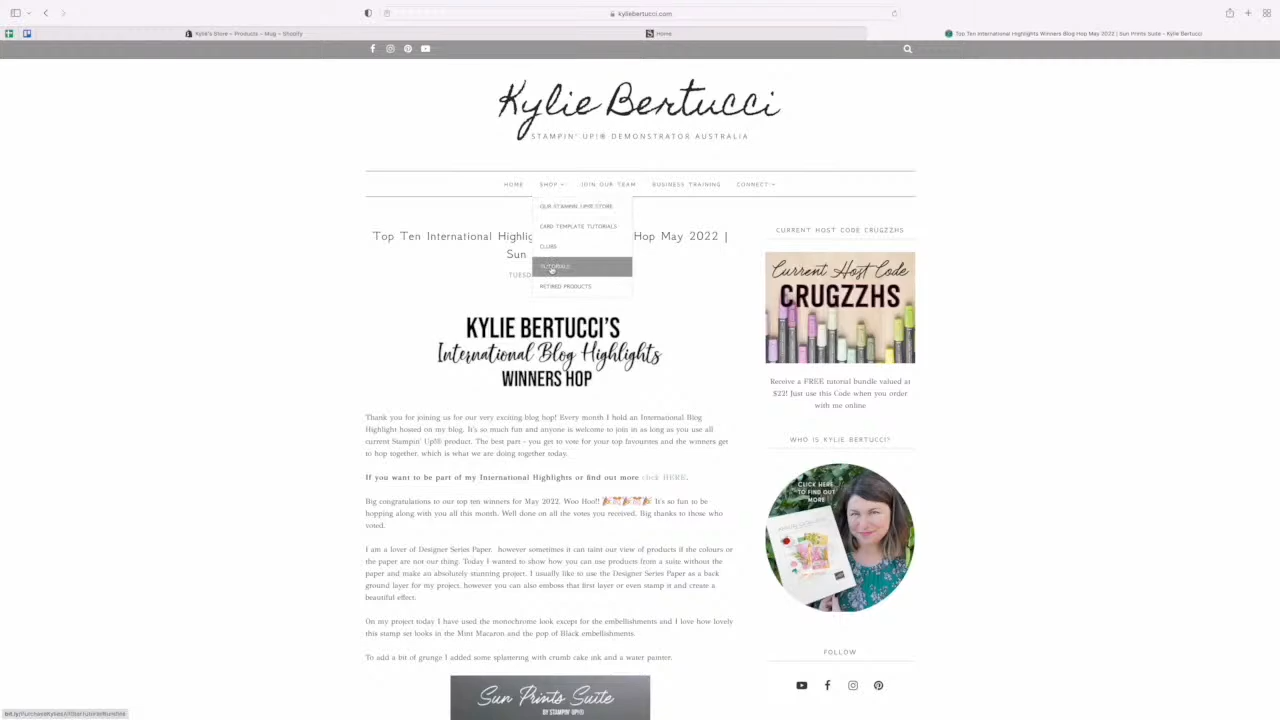 kyliebertucci.com
Kylie's Store ~ Products ~ Mug ~ Shopify
Home
Top Ten International Highlights Winners Blog Hop May 2022 | Sun Prints Suite - Kylie Bertucci
Kylie Bertucci
STAMPIN' UP!® DEMONSTRATOR AUSTRALIA
HOME SHOP JOIN OUR TEAM BUSINESS TRAINING CONNECT
OUR STAMPIN' UP!® STORE
CARD TEMPLATE TUTORIALS
CLUBS
TUTORIALS
RETIRED PRODUCTS
Top Ten International Highlig Hop May 2022 |
Sun
TUESD
KYLIE BERTUCCI'S
International Blog Highlights
WINNERS HOP
Thank you for joining us for our very exciting blog hop! Every month I hold an International Blog
Highlight hosted on my blog. It's so much fun and anyone is welcome to join in as long as you use all
current Stampin' Up!® product. The best part - you get to vote for your top favourites and the winners get
to hop together, which is what we are doing together today.
If you want to be part of my International Highlights or find out more click HERE.
Big congratulations to our top ten winners for May 2022, Woo Hoo!! 🎉🎊🎉🎊🎉 It's so fun to be
hopping along with you all this month. Well done on all the votes you received. Big thanks to those who
voted.
I am a lover of Designer Series Paper, however sometimes it can taint our view of products if the colours or
the paper are not our thing. Today I wanted to show how you can use products from a suite without the
paper and make an absolutely stunning project. I usually like to use the Designer Series Paper as a back
ground layer for my project, however you can also emboss that first layer or even stamp it and create a
beautiful effect.
On my project today I have used the monochrome look except for the embellishments and I love how lovely
this stamp set looks in the Mint Macaron and the pop of Black embellishments.
To add a bit of grunge I added some splattering with crumb cake ink and a water painter.
Sun Prints Suite
BY STAMPIN' UP!®
CURRENT HOST CODE CRUGZZHS
Current Host Code
CRUGZZHS
Receive a FREE tutorial bundle valued at
$22! Just use this Code when you order
with me online
WHO IS KYLIE BERTUCCI?
CLICK HERE
TO FIND OUT
MORE
FOLLOW